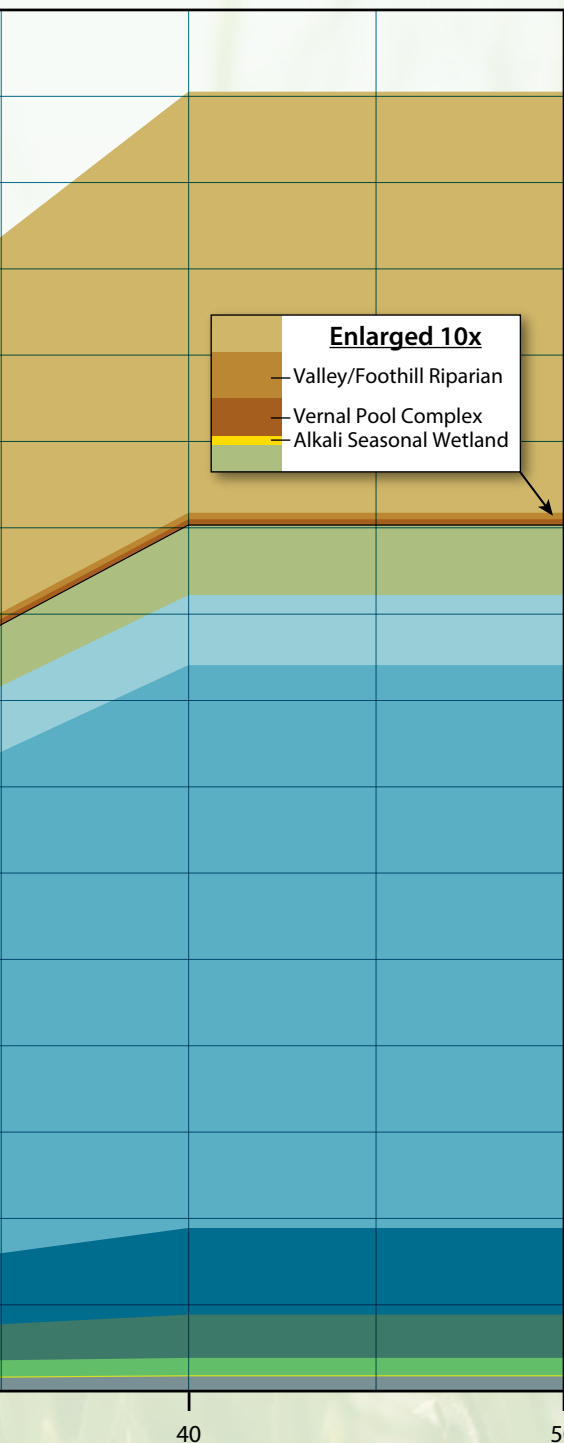 Enlarged 10x
Valley/Foothill Riparian
Vernal Pool Complex
Alkali Seasonal Wetland
40